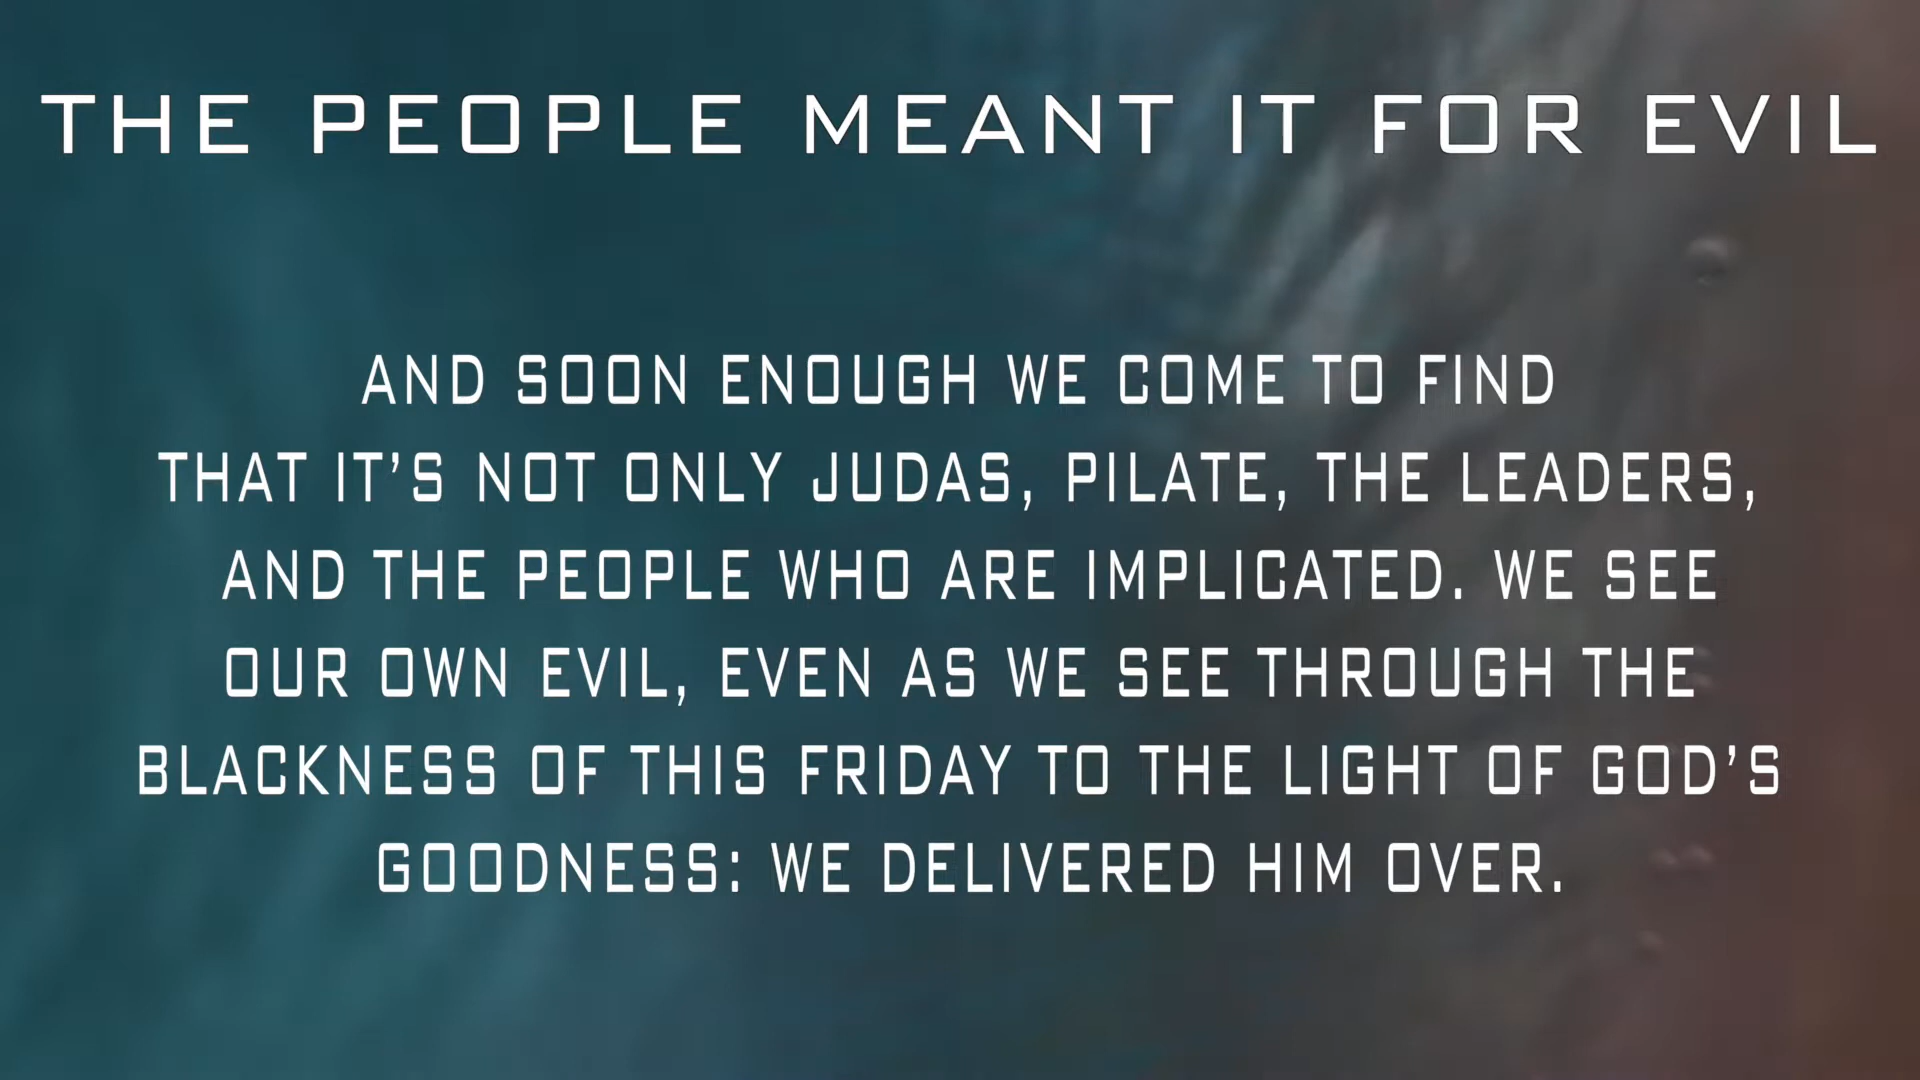 THE PEOPLE MEANT IT FOR EVIL
AND SOON ENOUGH WE COME TO FIND
THAT IT’S NOT ONLY JUDAS, PILATE, THE LEADERS,
AND THE PEOPLE WHO ARE IMPLICATED. WE SEE
OUR OWN EVIL, EVEN AS WE SEE THROUGH THE
BLACKNESS OF THIS FRIDAY TO THE LIGHT OF GOD’S
GOODNESS: WE DELIVERED HIM OVER.